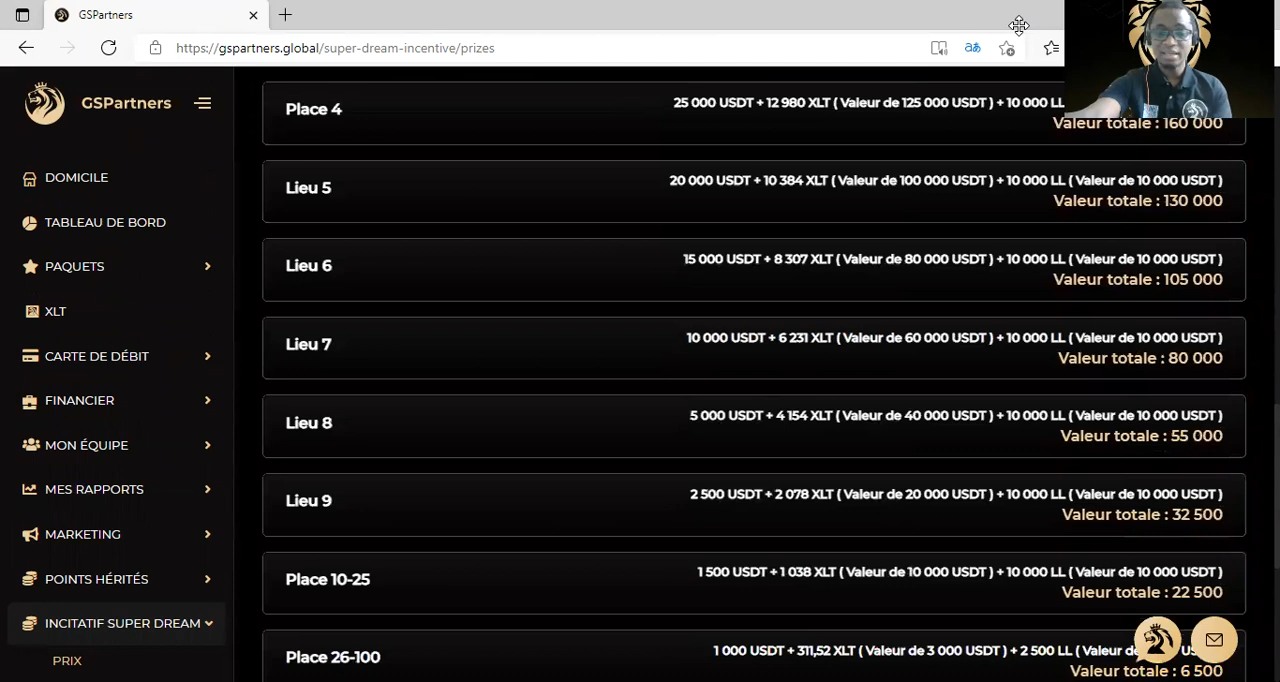 GSPartners
https://gspartners.global/super-dream-incentive/prizes
GSPartners
DOMICILE
TABLEAU DE BORD
PAQUETS
XLT
CARTE DE DÉBIT
FINANCIER
MON ÉQUIPE
MES RAPPORTS
MARKETING
POINTS HÉRITÉS
INCITATIF SUPER DREAM
PRIX
Place 4
25 000 USDT + 12 980 XLT ( Valeur de 125 000 USDT ) + 10 000 LL
Valeur totale : 160 000
Lieu 5
20 000 USDT + 10 384 XLT ( Valeur de 100 000 USDT ) + 10 000 LL ( Valeur de 10 000 USDT )
Valeur totale : 130 000
Lieu 6
15 000 USDT + 8 307 XLT ( Valeur de 80 000 USDT ) + 10 000 LL ( Valeur de 10 000 USDT )
Valeur totale : 105 000
Lieu 7
10 000 USDT + 6 231 XLT ( Valeur de 60 000 USDT ) + 10 000 LL ( Valeur de 10 000 USDT )
Valeur totale : 80 000
Lieu 8
5 000 USDT + 4 154 XLT ( Valeur de 40 000 USDT ) + 10 000 LL ( Valeur de 10 000 USDT )
Valeur totale : 55 000
Lieu 9
2 500 USDT + 2 078 XLT ( Valeur de 20 000 USDT ) + 10 000 LL ( Valeur de 10 000 USDT )
Valeur totale : 32 500
Place 10-25
1 500 USDT + 1 038 XLT ( Valeur de 10 000 USDT ) + 10 000 LL ( Valeur de 10 000 USDT )
Valeur totale : 22 500
Place 26-100
1 000 USDT + 311,52 XLT ( Valeur de 3 000 USDT ) + 2 500 LL
Valeur totale : 6 500